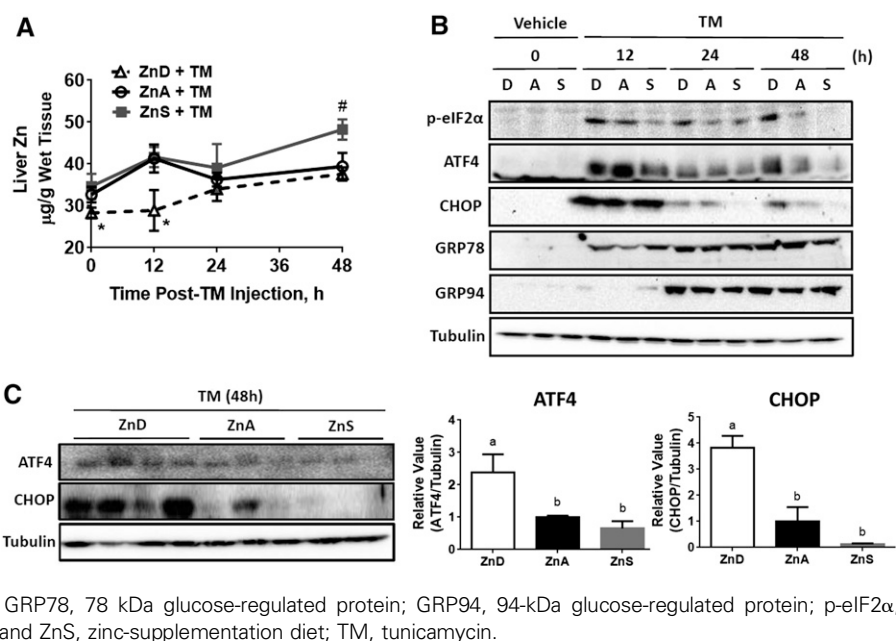 A
ZnD + TM
ZnA + TM
ZnS + TM
Liver Zn
µg/g Wet Tissue
60
50
40
30
20
#
*
*
0 12 24 36 48
Time Post-TM Injection, h
B
Vehicle TM
0 12 24 48 (h)
D A S D A S D A S D A S
p-eIF2α
ATF4
CHOP
GRP78
GRP94
Tubulin
C
TM (48h)
ZnD ZnA ZnS
ATF4
CHOP
Tubulin
ATF4
Relative Value
(ATF4/Tubulin)
4
3
2
1
0
a
b
b
ZnD ZnA ZnS
CHOP
Relative Value
(CHOP/Tubulin)
5
4
3
2
1
0
a
b
b
ZnD ZnA ZnS
GRP78, 78 kDa glucose-regulated protein; GRP94, 94-kDa glucose-regulated protein; p-eIF2α,
and ZnS, zinc-supplementation diet; TM, tunicamycin.